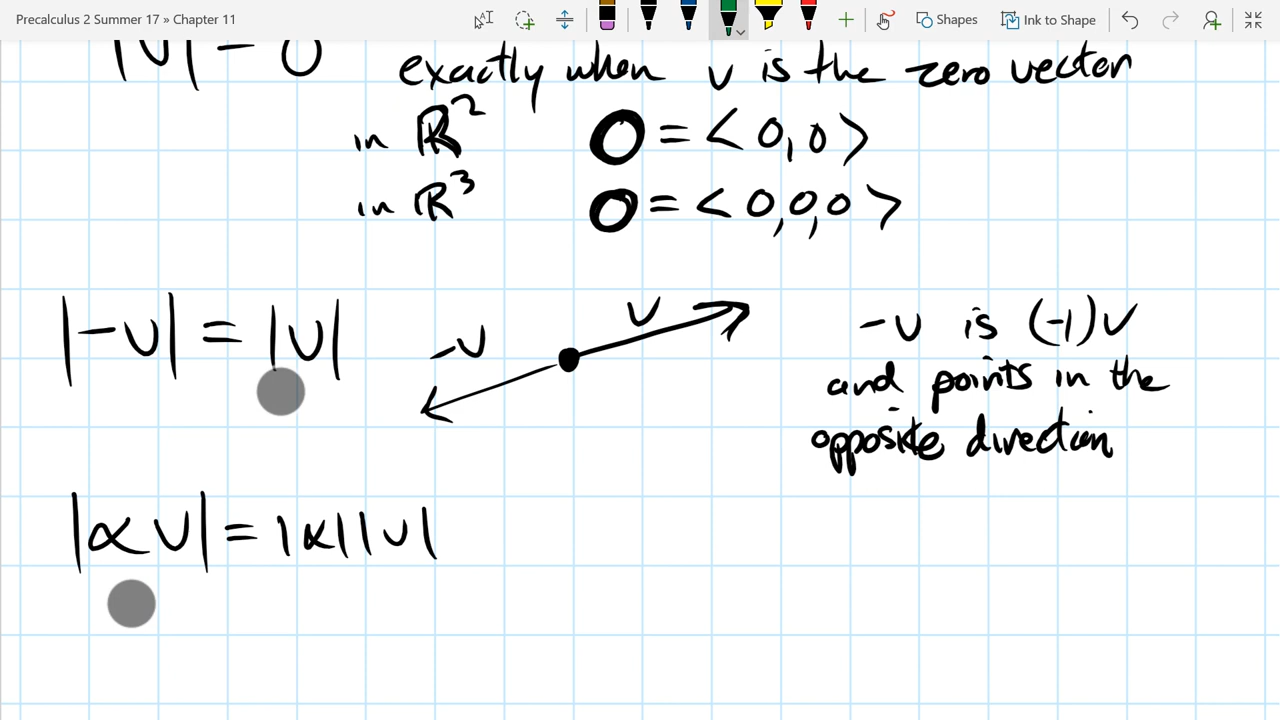 Precalculus 2 Summer 17 » Chapter 11
Shapes
Ink to Shape
|v| = 0
exactly when v is the zero vector
in ℝ² 0 = < 0, 0 >
in ℝ³ 0 = < 0, 0, 0 >
|-v| = |v|
-v
v
-v is (-1)v
and points in the
opposite direction
|αv| = |α||v|